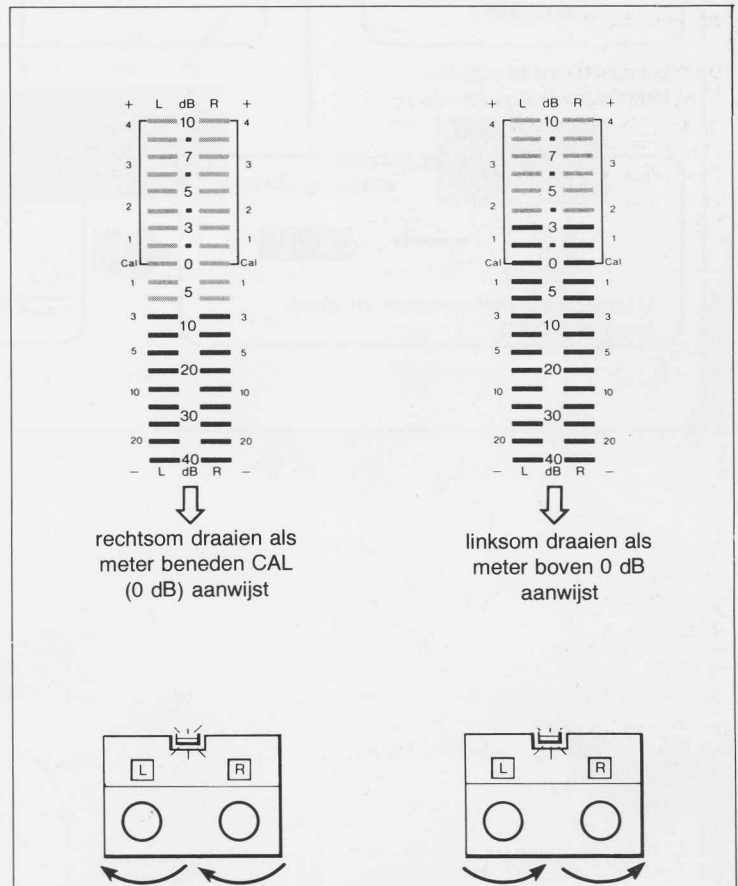 + L dB R +
4 10 4
7
3 3
5
2 2
3
1 1
Cal 0 Cal
1 5 1
3 10 3
5 5
20
10 10
30
20 20
40
– L dB R –
rechtsom draaien als
meter beneden CAL
(0 dB) aanwijst
L R
+ L dB R +
4 10 4
7
3 3
5
2 2
3
1 1
Cal 0 Cal
1 5 1
3 10 3
5 5
20
10 10
30
20 20
40
– L dB R –
linksom draaien als
meter boven 0 dB
aanwijst
L R